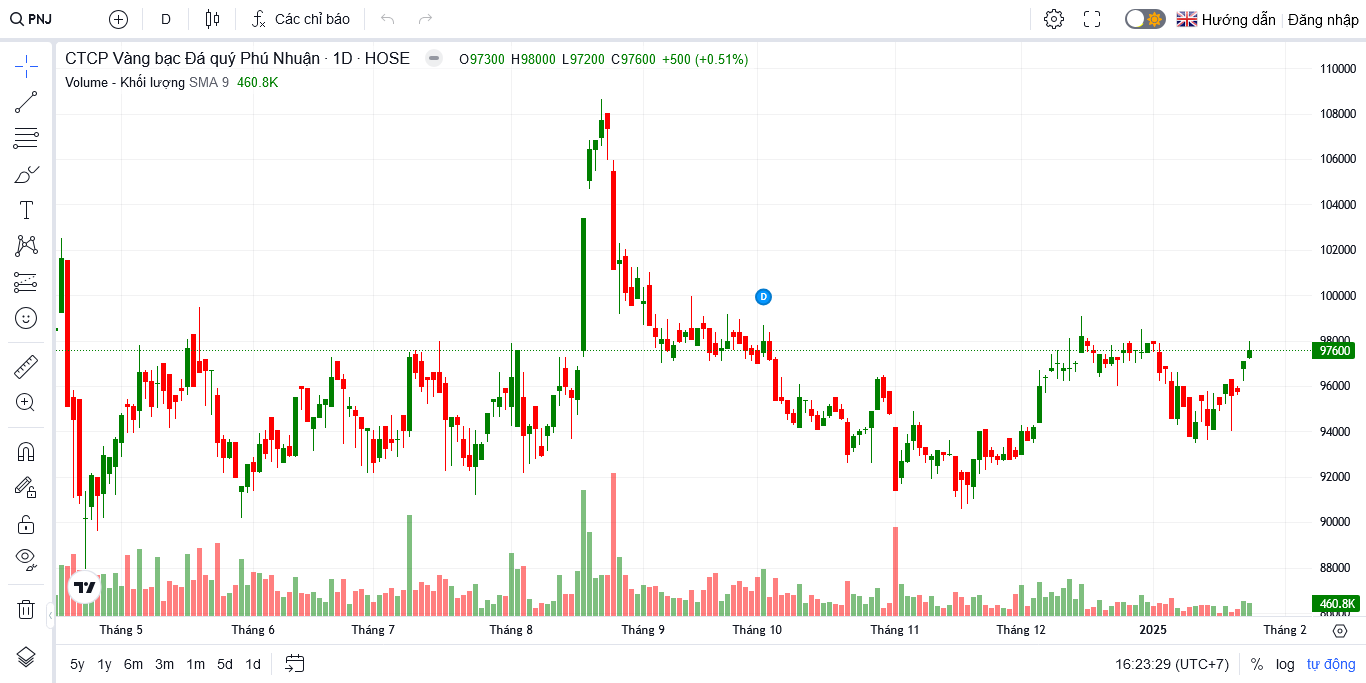 PNJ D Các chỉ báo Hướng dẫn Đăng nhập
CTCP Vàng bạc Đá quý Phú Nhuận · 1D · HOSE O97300 H98000 L97200 C97600 +500 (+0.51%)
Volume - Khối lượng SMA 9 460.8K
110000
108000
106000
104000
102000
100000
D
98000
97600
96000
94000
92000
90000
88000
460.8K
Tháng 5 Tháng 6 Tháng 7 Tháng 8 Tháng 9 Tháng 10 Tháng 11 Tháng 12 2025 Tháng 2
5y 1y 6m 3m 1m 5d 1d 16:23:29 (UTC+7) % log tự động